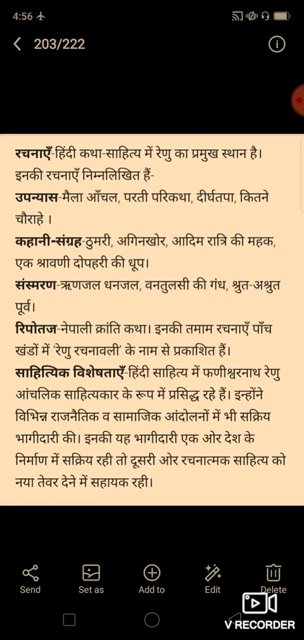 4:56
203/222
रचनाएँ-हिंदी कथा-साहित्य में रेणु का प्रमुख स्थान है।
इनकी रचनाएँ निम्नलिखित हैं-
उपन्यास-मैला आँचल, परती परिकथा, दीर्घतपा, कितने
चौराहे ।
कहानी-संग्रह-ठुमरी, अगिनखोर, आदिम रात्रि की महक,
एक श्रावणी दोपहरी की धूप।
संस्मरण-ऋणजल धनजल, वनतुलसी की गंध, श्रुत-अश्रुत
पूर्व।
रिपोतज-नेपाली क्रांति कथा। इनकी तमाम रचनाएँ पाँच
खंडों में 'रेणु रचनावली' के नाम से प्रकाशित हैं।
साहित्यिक विशेषताएँ-हिंदी साहित्य में फणीश्वरनाथ रेणु
आंचलिक साहित्यकार के रूप में प्रसिद्ध रहे हैं। इन्होंने
विभिन्न राजनैतिक व सामाजिक आंदोलनों में भी सक्रिय
भागीदारी की। इनकी यह भागीदारी एक ओर देश के
निर्माण में सक्रिय रही तो दूसरी ओर रचनात्मक साहित्य को
नया तेवर देने में सहायक रही।
Send Set as Add to Edit Delete
V RECORDER